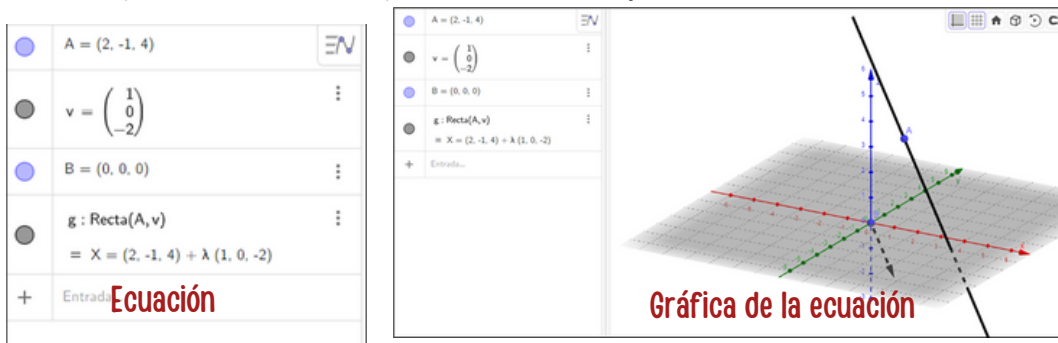 A = (2, -1, 4)
v = ( 1
0
−2 )
B = (0, 0, 0)
g : Recta(A, v)
= X = (2, -1, 4) + λ (1, 0, -2)
+ Entrada...
Ecuación
A = (2, -1, 4)
v = ( 1
0
−2 )
B = (0, 0, 0)
g : Recta(A, v)
= X = (2, -1, 4) + λ (1, 0, -2)
+ Entrada...
A
Gráfica de la ecuación